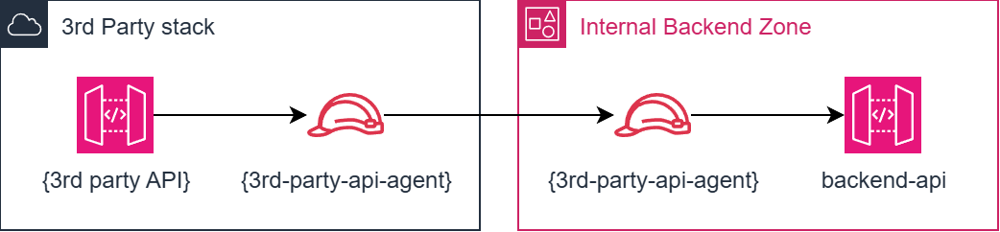 3rd Party stack
Internal Backend Zone
</>
</>
{3rd party API}
{3rd-party-api-agent}
{3rd-party-api-agent}
backend-api